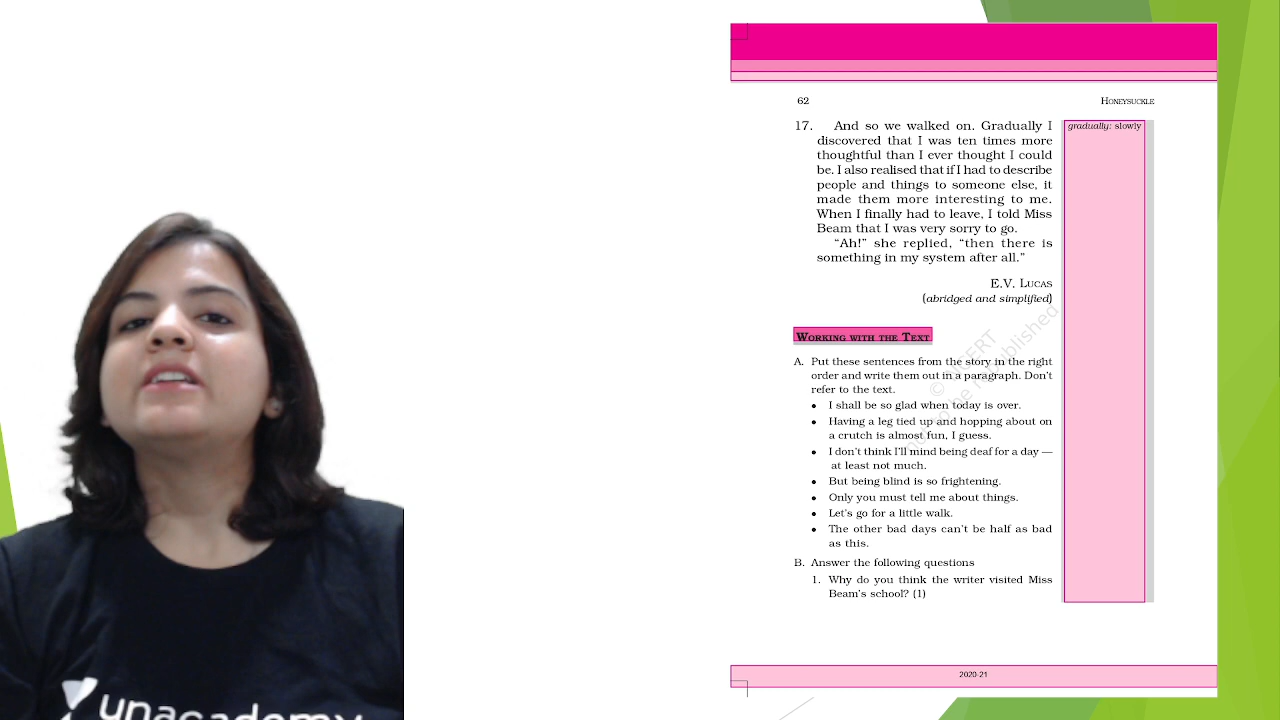 62
HONEYSUCKLE
17. And so we walked on. Gradually I
discovered that I was ten times more
thoughtful than I ever thought I could
be. I also realised that if I had to describe
people and things to someone else, it
made them more interesting to me.
When I finally had to leave, I told Miss
Beam that I was very sorry to go.
“Ah!” she replied, “then there is
something in my system after all.”
gradually: slowly
E.V. LUCAS
(abridged and simplified)
WORKING WITH THE TEXT
A. Put these sentences from the story in the right
order and write them out in a paragraph. Don’t
refer to the text.
• I shall be so glad when today is over.
• Having a leg tied up and hopping about on
a crutch is almost fun, I guess.
• I don’t think I’ll mind being deaf for a day —
at least not much.
• But being blind is so frightening.
• Only you must tell me about things.
• Let’s go for a little walk.
• The other bad days can’t be half as bad
as this.
B. Answer the following questions
1. Why do you think the writer visited Miss
Beam’s school? (1)
2020-21
unacademy